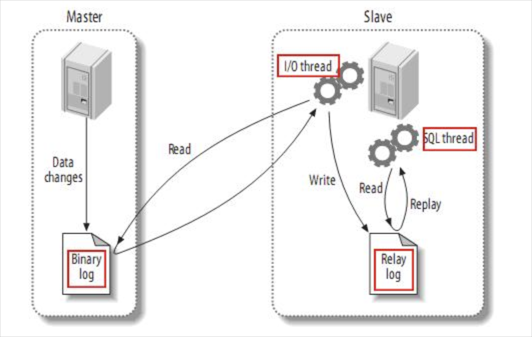 Master
Slave
I/O thread
SQL thread
Data
changes
Read
Write
Read
Replay
Binary
log
Relay
log